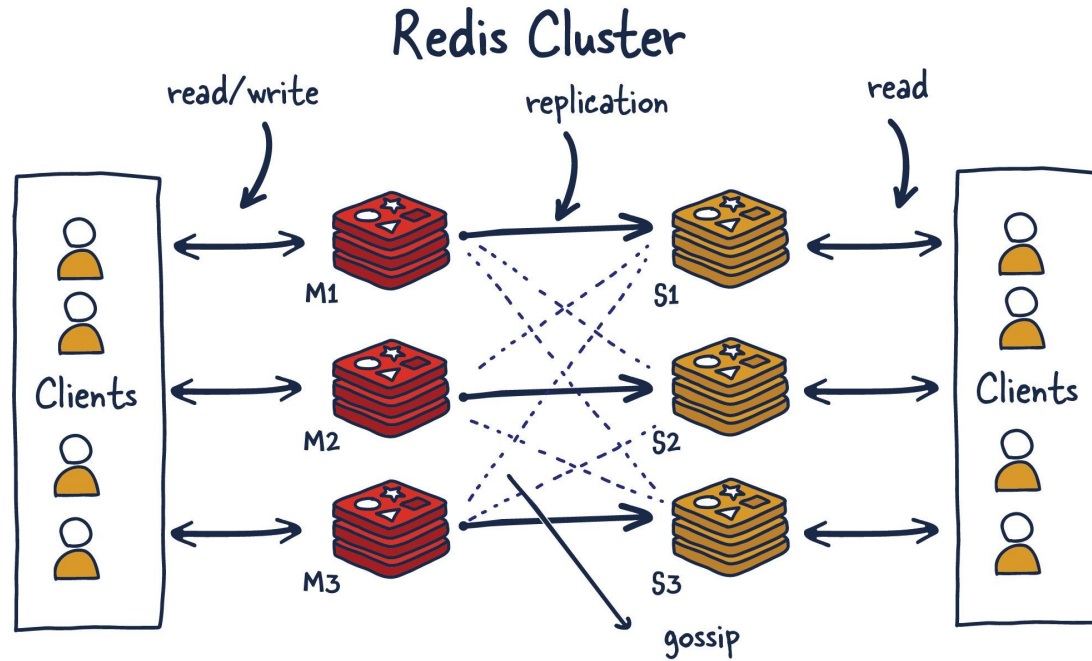 Redis Cluster
read/write
replication
read
M1
S1
Clients
Clients
M2
S2
M3
S3
gossip